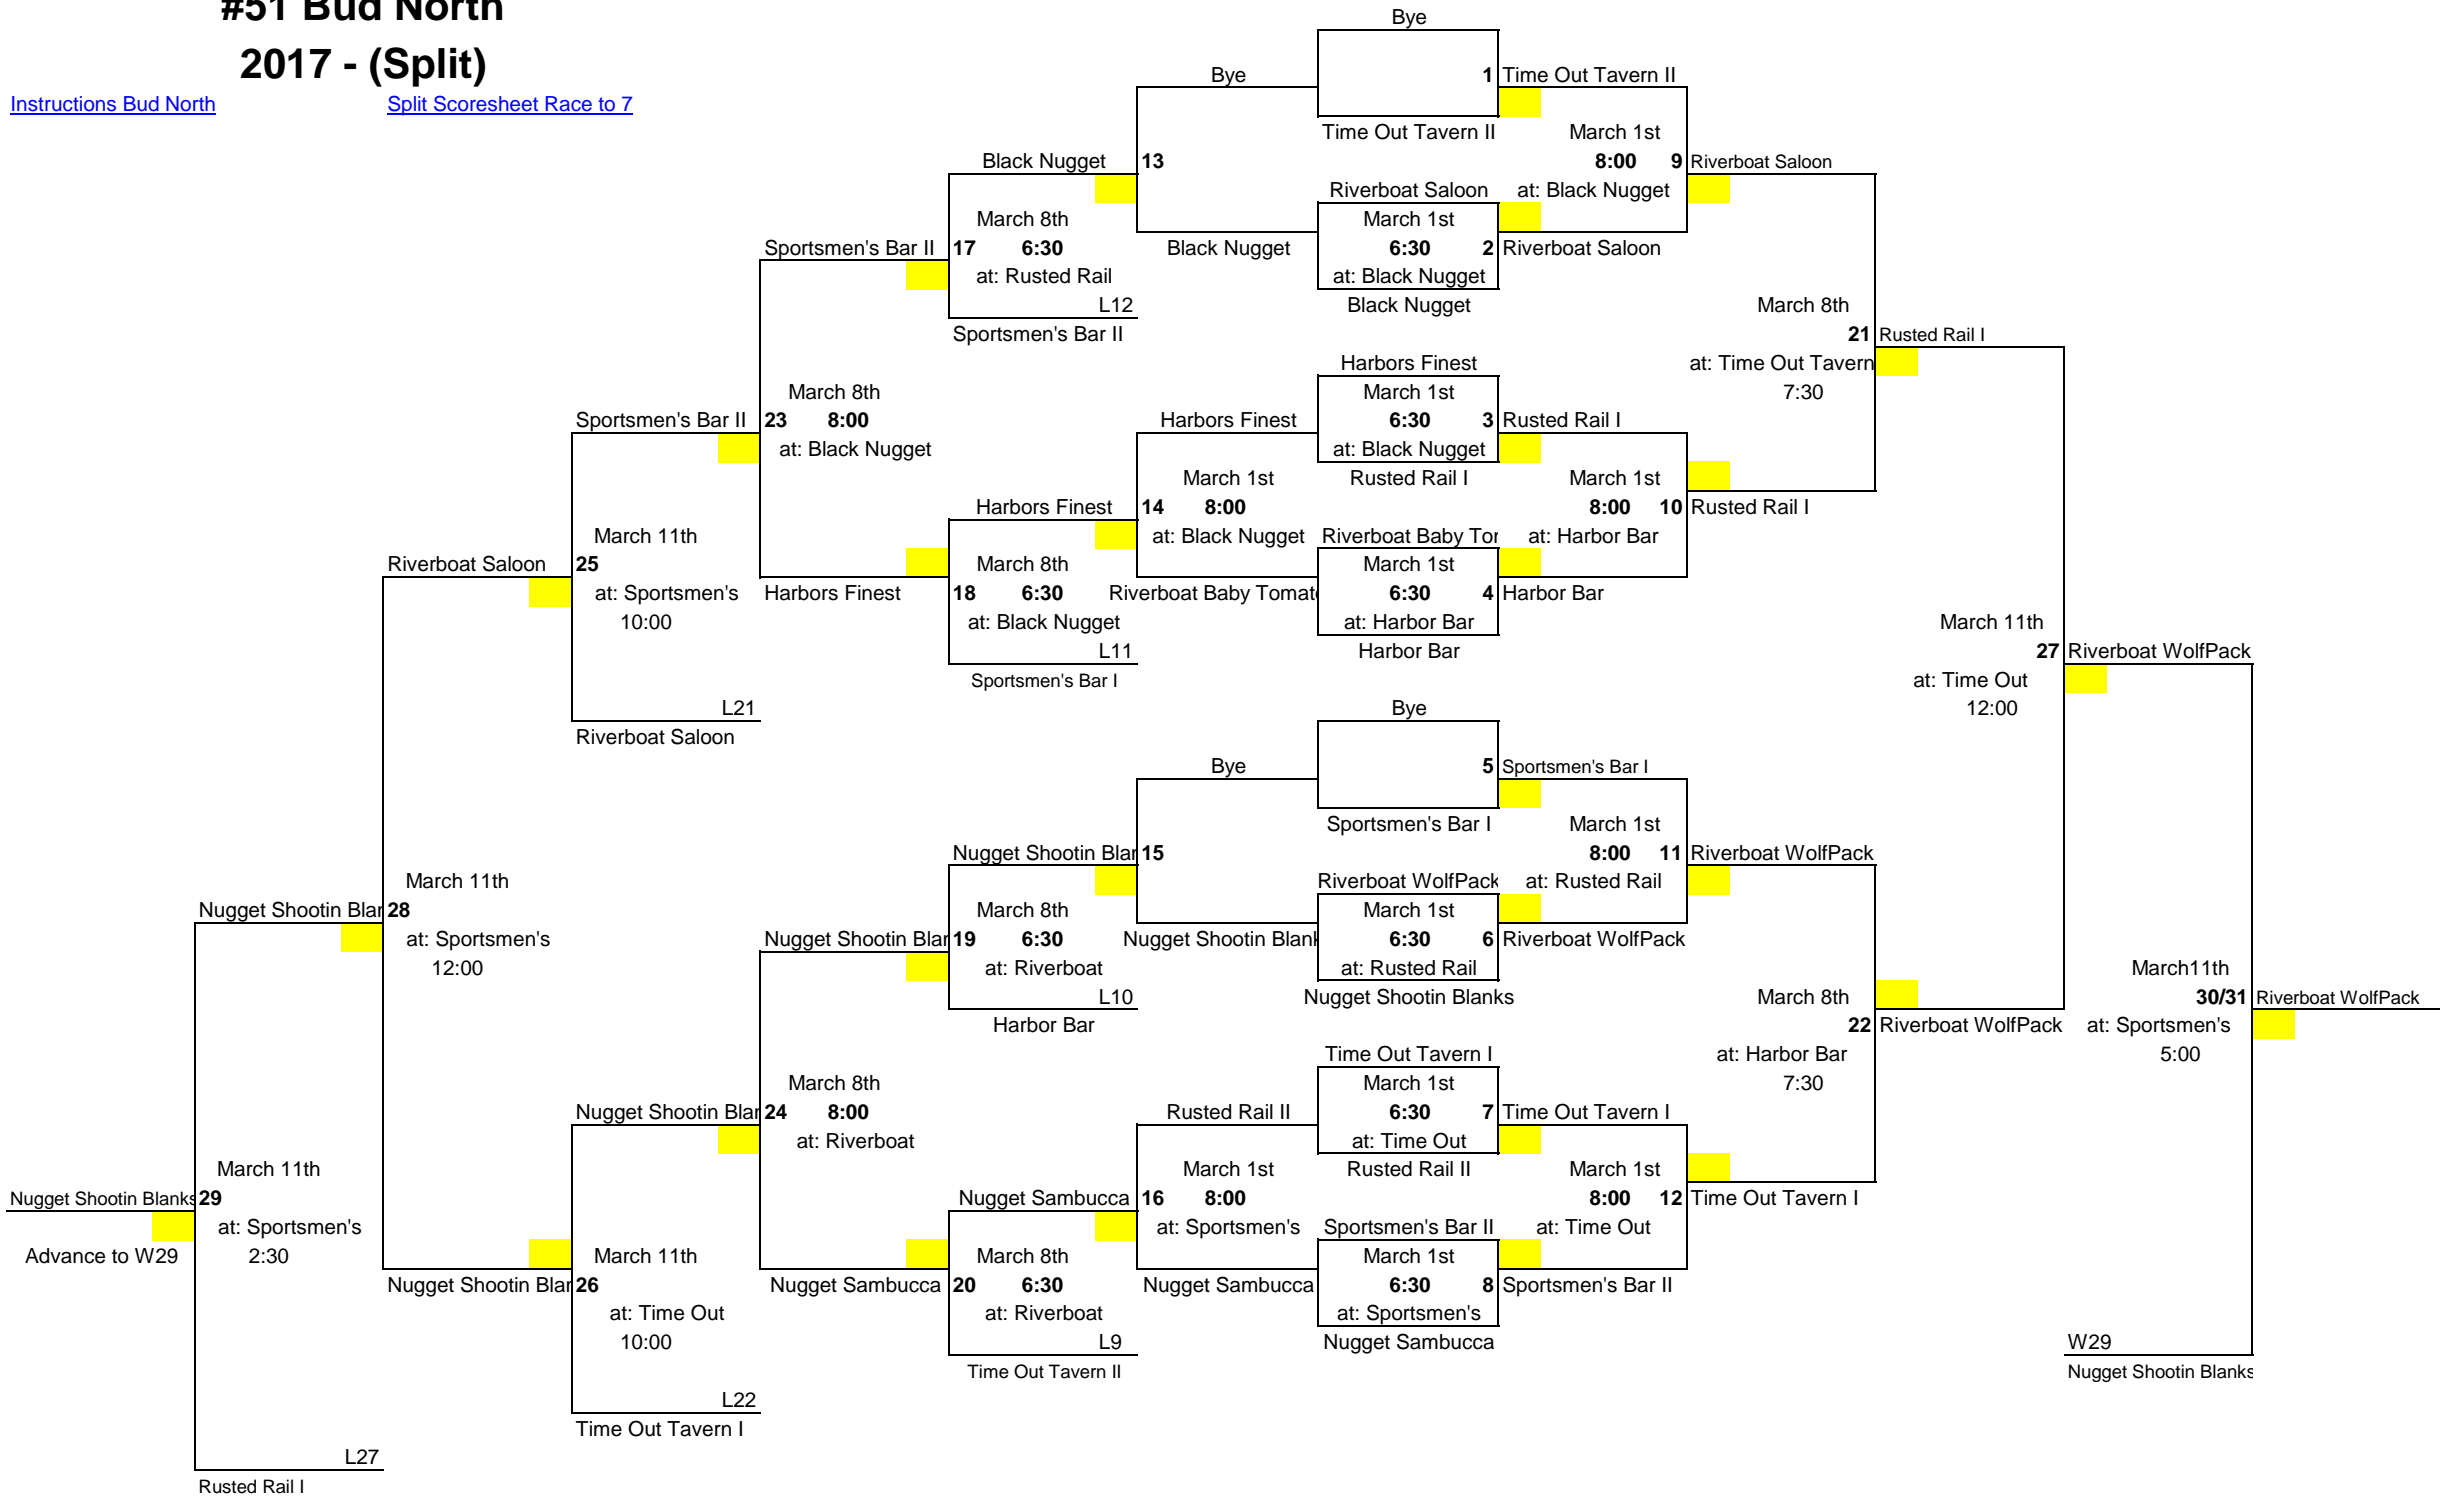 #51 Bud North
2017 - (Split)
Instructions Bud North
Split Scoresheet Race to 7
Bye
Bye
1 Time Out Tavern II
Time Out Tavern II
March 1st
Black Nugget
13
8:00
9 Riverboat Saloon
Riverboat Saloon
at: Black Nugget
March 8th
March 1st
Sportsmen's Bar II
17
6:30
Black Nugget
6:30
2 Riverboat Saloon
at: Rusted Rail
at: Black Nugget
L12
Black Nugget
March 8th
Sportsmen's Bar II
21 Rusted Rail I
Harbors Finest
at: Time Out Tavern
March 8th
March 1st
7:30
Sportsmen's Bar II
23
8:00
Harbors Finest
6:30
3 Rusted Rail I
at: Black Nugget
at: Black Nugget
March 1st
Rusted Rail I
March 1st
Harbors Finest
14
8:00
8:00
10 Rusted Rail I
March 11th
at: Black Nugget
Riverboat Baby Tor
at: Harbor Bar
Riverboat Saloon
25
March 8th
March 1st
at: Sportsmen's
Harbors Finest
18
6:30
Riverboat Baby Tomat
6:30
4 Harbor Bar
10:00
at: Black Nugget
at: Harbor Bar
March 11th
L11
Harbor Bar
27 Riverboat WolfPack
Sportsmen's Bar I
at: Time Out
L21
Bye
12:00
Riverboat Saloon
Bye
5 Sportsmen's Bar I
Sportsmen's Bar I
March 1st
Nugget Shootin Blar
15
8:00
11 Riverboat WolfPack
March 11th
Riverboat WolfPack
at: Rusted Rail
Nugget Shootin Blar
28
March 8th
March 1st
at: Sportsmen's
Nugget Shootin Blar
19
6:30
Nugget Shootin Blank
6:30
6 Riverboat WolfPack
12:00
at: Riverboat
at: Rusted Rail
March11th
L10
Nugget Shootin Blanks
March 8th
30/31 Riverboat WolfPack
Harbor Bar
22 Riverboat WolfPack
at: Sportsmen's
Time Out Tavern I
at: Harbor Bar
5:00
March 8th
March 1st
7:30
Nugget Shootin Blar
24
8:00
Rusted Rail II
6:30
7 Time Out Tavern I
at: Riverboat
at: Time Out
March 11th
March 1st
Rusted Rail II
March 1st
Nugget Shootin Blanks
29
Nugget Sambucca
16
8:00
8:00
12 Time Out Tavern I
at: Sportsmen's
at: Sportsmen's
Sportsmen's Bar II
at: Time Out
Advance to W29
2:30
March 11th
March 8th
March 1st
Nugget Shootin Blar
26
Nugget Sambucca
20
6:30
Nugget Sambucca
6:30
8 Sportsmen's Bar II
at: Time Out
at: Riverboat
at: Sportsmen's
10:00
L9
Nugget Sambucca
W29
Time Out Tavern II
Nugget Shootin Blanks
L22
Time Out Tavern I
L27
Rusted Rail I